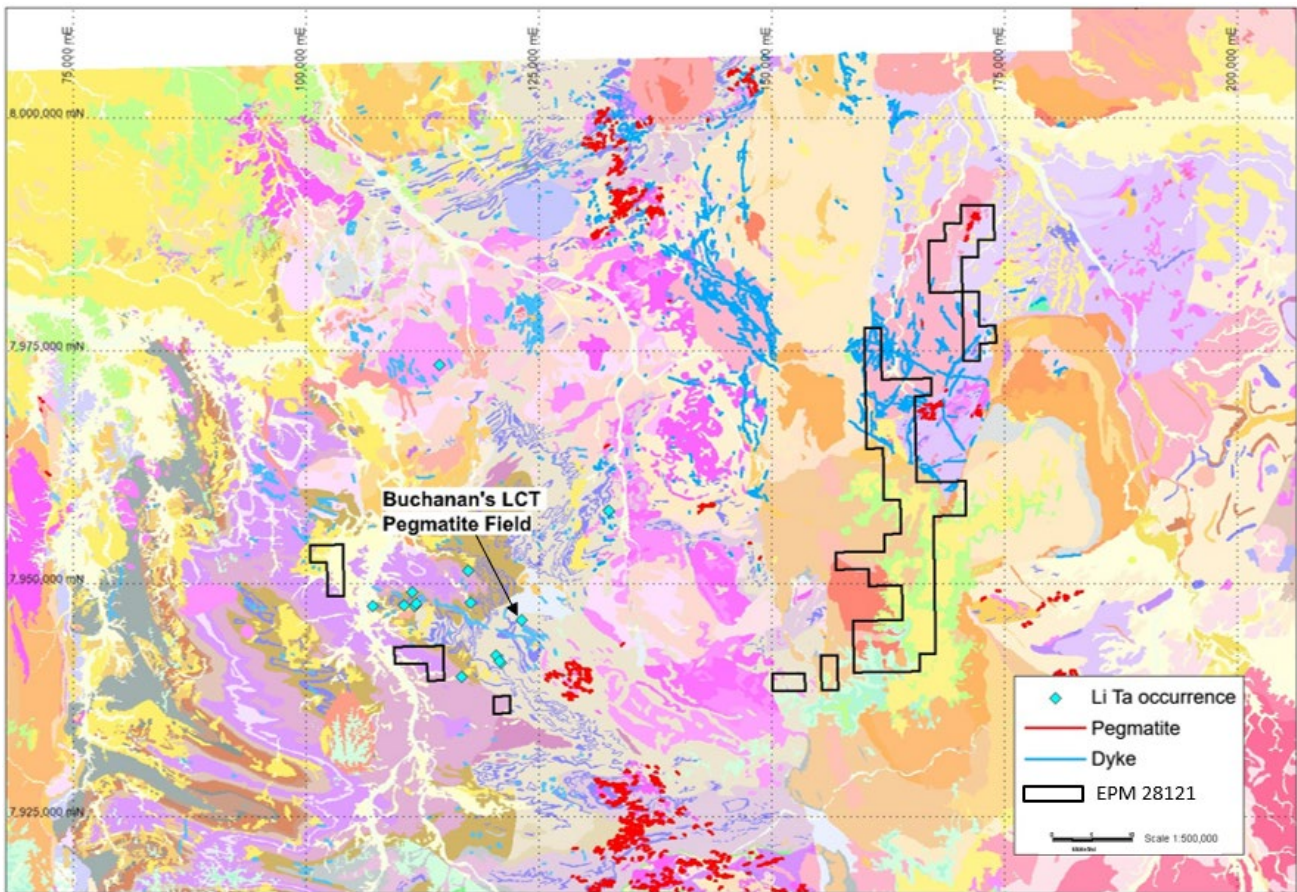 75,000 mE
100,000 mE
125,000 mE
150,000 mE
175,000 mE
200,000 mE
8,000,000 mN
7,975,000 mN
Buchanan's LCT
Pegmatite Field
7,950,000 mN
7,925,000 mN
Li Ta occurrence
Pegmatite
Dyke
EPM 28121
Scale 1:500,000